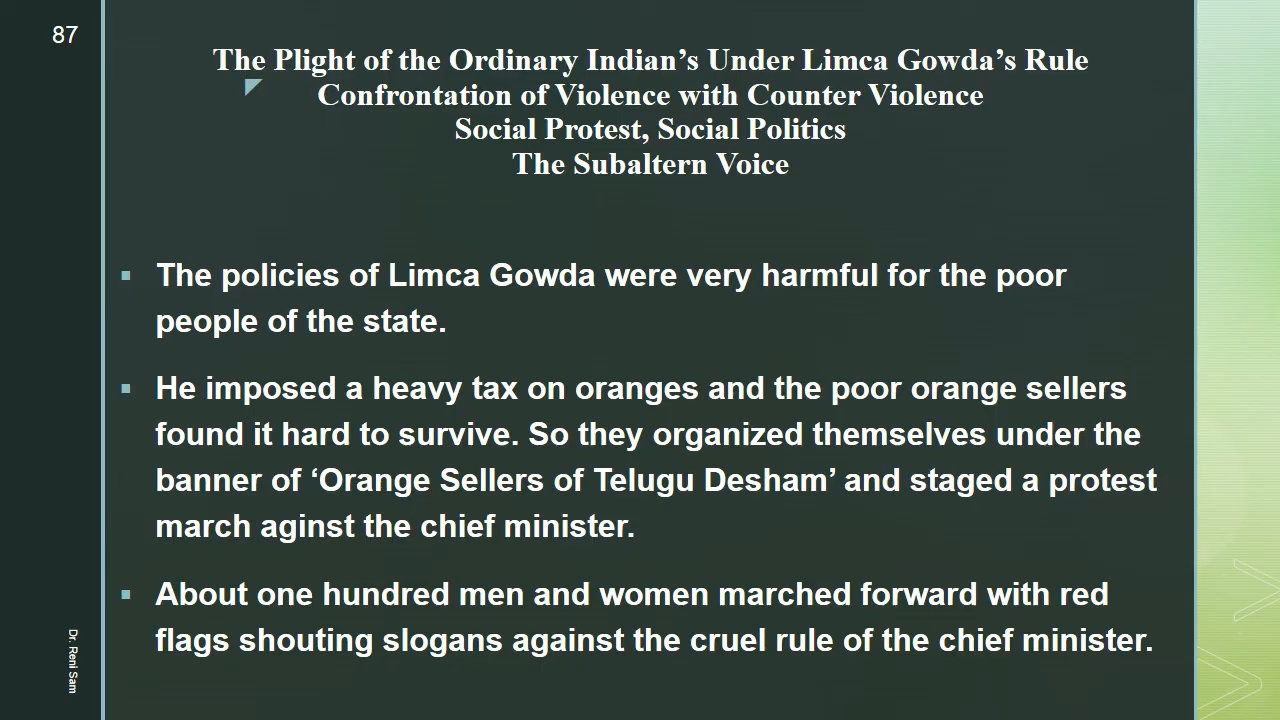 87
The Plight of the Ordinary Indian’s Under Limca Gowda’s Rule
Confrontation of Violence with Counter Violence
Social Protest, Social Politics
The Subaltern Voice
The policies of Limca Gowda were very harmful for the poor
people of the state.
He imposed a heavy tax on oranges and the poor orange sellers
found it hard to survive. So they organized themselves under the
banner of ‘Orange Sellers of Telugu Desham’ and staged a protest
march aginst the chief minister.
About one hundred men and women marched forward with red
flags shouting slogans against the cruel rule of the chief minister.
Dr. Reni Sam